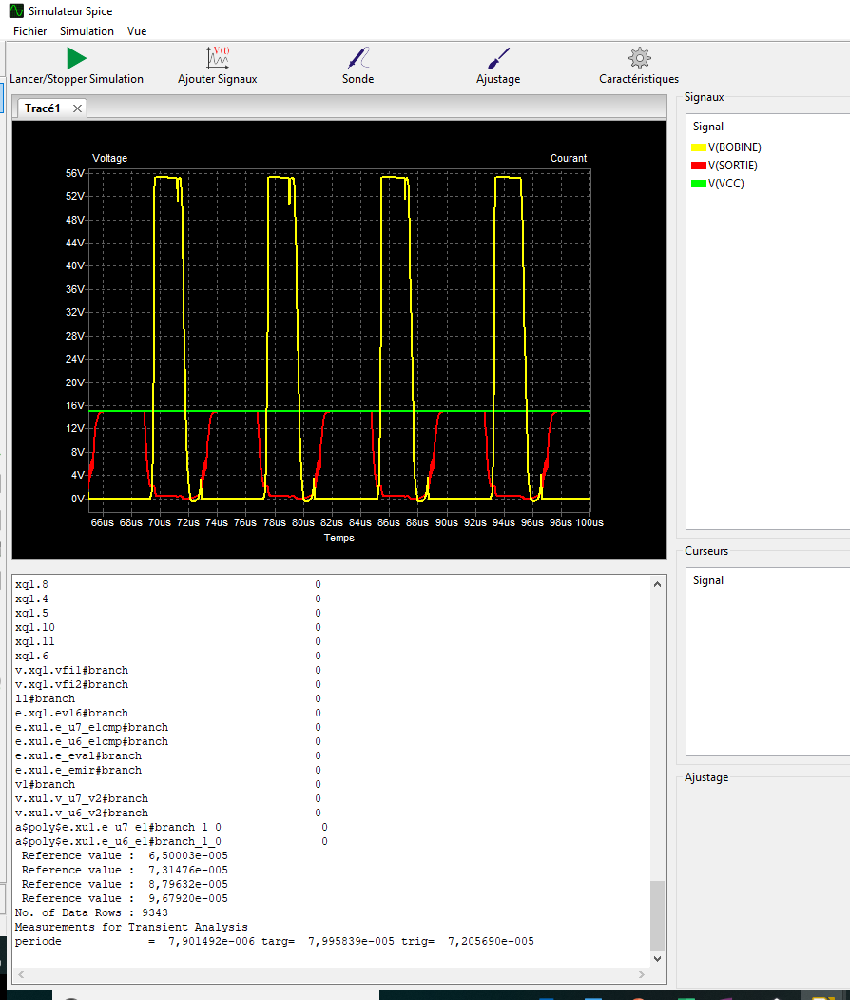 Simulateur Spice
Fichier Simulation Vue
V(t)
Lancer/Stopper Simulation Ajouter Signaux Sonde Ajustage Caractéristiques
Tracé1
Signaux
Signal
V(BOBINE)
V(SORTIE)
V(VCC)
Voltage Courant
56V
52V
48V
44V
40V
36V
32V
28V
24V
20V
16V
12V
8V
4V
0V
66us 68us 70us 72us 74us 76us 78us 80us 82us 84us 86us 88us 90us 92us 94us 96us 98us 100us
Temps
Curseurs
Signal
Ajustage
xq1.8 0
xq1.4 0
xq1.5 0
xq1.10 0
xq1.11 0
xq1.6 0
v.xq1.vfi1#branch 0
v.xq1.vfi2#branch 0
l1#branch 0
e.xq1.ev16#branch 0
e.xu1.e_u7_e1cmp#branch 0
e.xu1.e_u6_e1cmp#branch 0
e.xu1.e_eval#branch 0
e.xu1.e_emir#branch 0
v1#branch 0
v.xu1.v_u7_v2#branch 0
v.xu1.v_u6_v2#branch 0
a$poly$e.xu1.e_u7_e1#branch_1_0 0
a$poly$e.xu1.e_u6_e1#branch_1_0 0
Reference value : 6,50003e-005
Reference value : 7,31476e-005
Reference value : 8,79632e-005
Reference value : 9,67920e-005
No. of Data Rows : 9343
Measurements for Transient Analysis
periode = 7,901492e-006 targ= 7,995839e-005 trig= 7,205690e-005